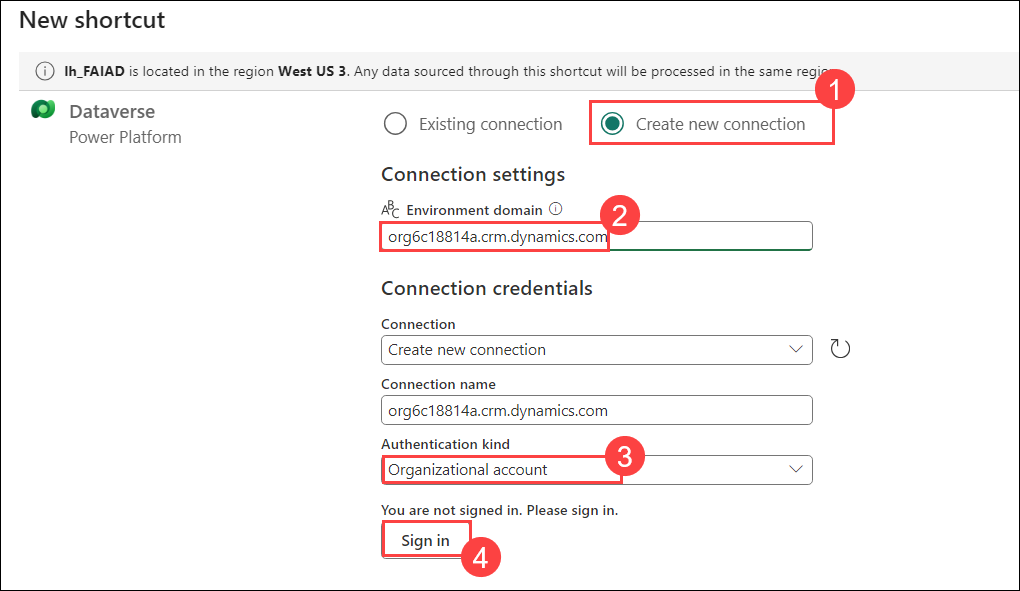 New shortcut
lh_FAIAD is located in the region West US 3. Any data sourced through this shortcut will be processed in the same
1
Dataverse
Power Platform
Existing connection
Create new connection
Connection settings
ABC Environment domain
2
org6c18814a.crm.dynamics.com
Connection credentials
Connection
Create new connection
Connection name
org6c18814a.crm.dynamics.com
Authentication kind
3
Organizational account
You are not signed in. Please sign in.
Sign in
4